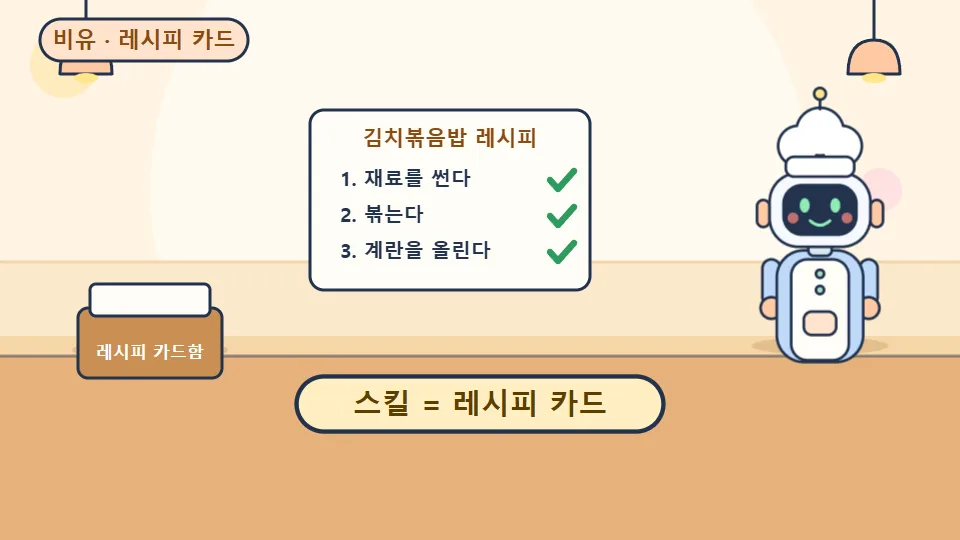 비유 · 레시피 카드
김치볶음밥 레시피
1. 재료를 썬다
2. 볶는다
3. 계란을 올린다
레시피 카드함
스킬 = 레시피 카드